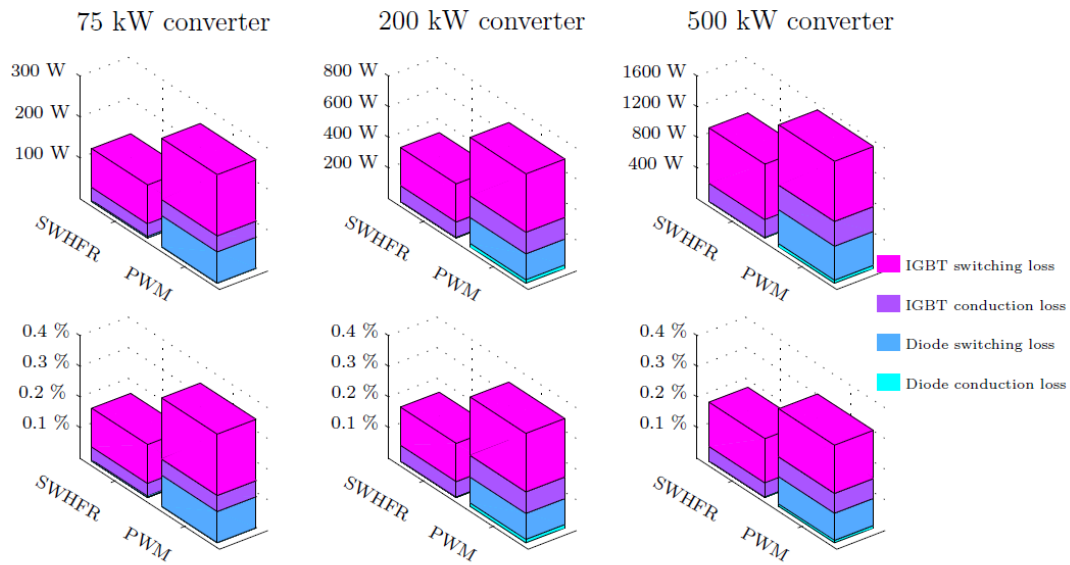 75 kW converter
200 kW converter
500 kW converter
300 W
200 W
100 W
SWHFR
PWM
800 W
600 W
400 W
200 W
SWHFR
PWM
1600 W
1200 W
800 W
400 W
SWHFR
PWM
IGBT switching loss
IGBT conduction loss
Diode switching loss
Diode conduction loss
0.4 %
0.3 %
0.2 %
0.1 %
SWHFR
PWM
0.4 %
0.3 %
0.2 %
0.1 %
SWHFR
PWM
0.4 %
0.3 %
0.2 %
0.1 %
SWHFR
PWM